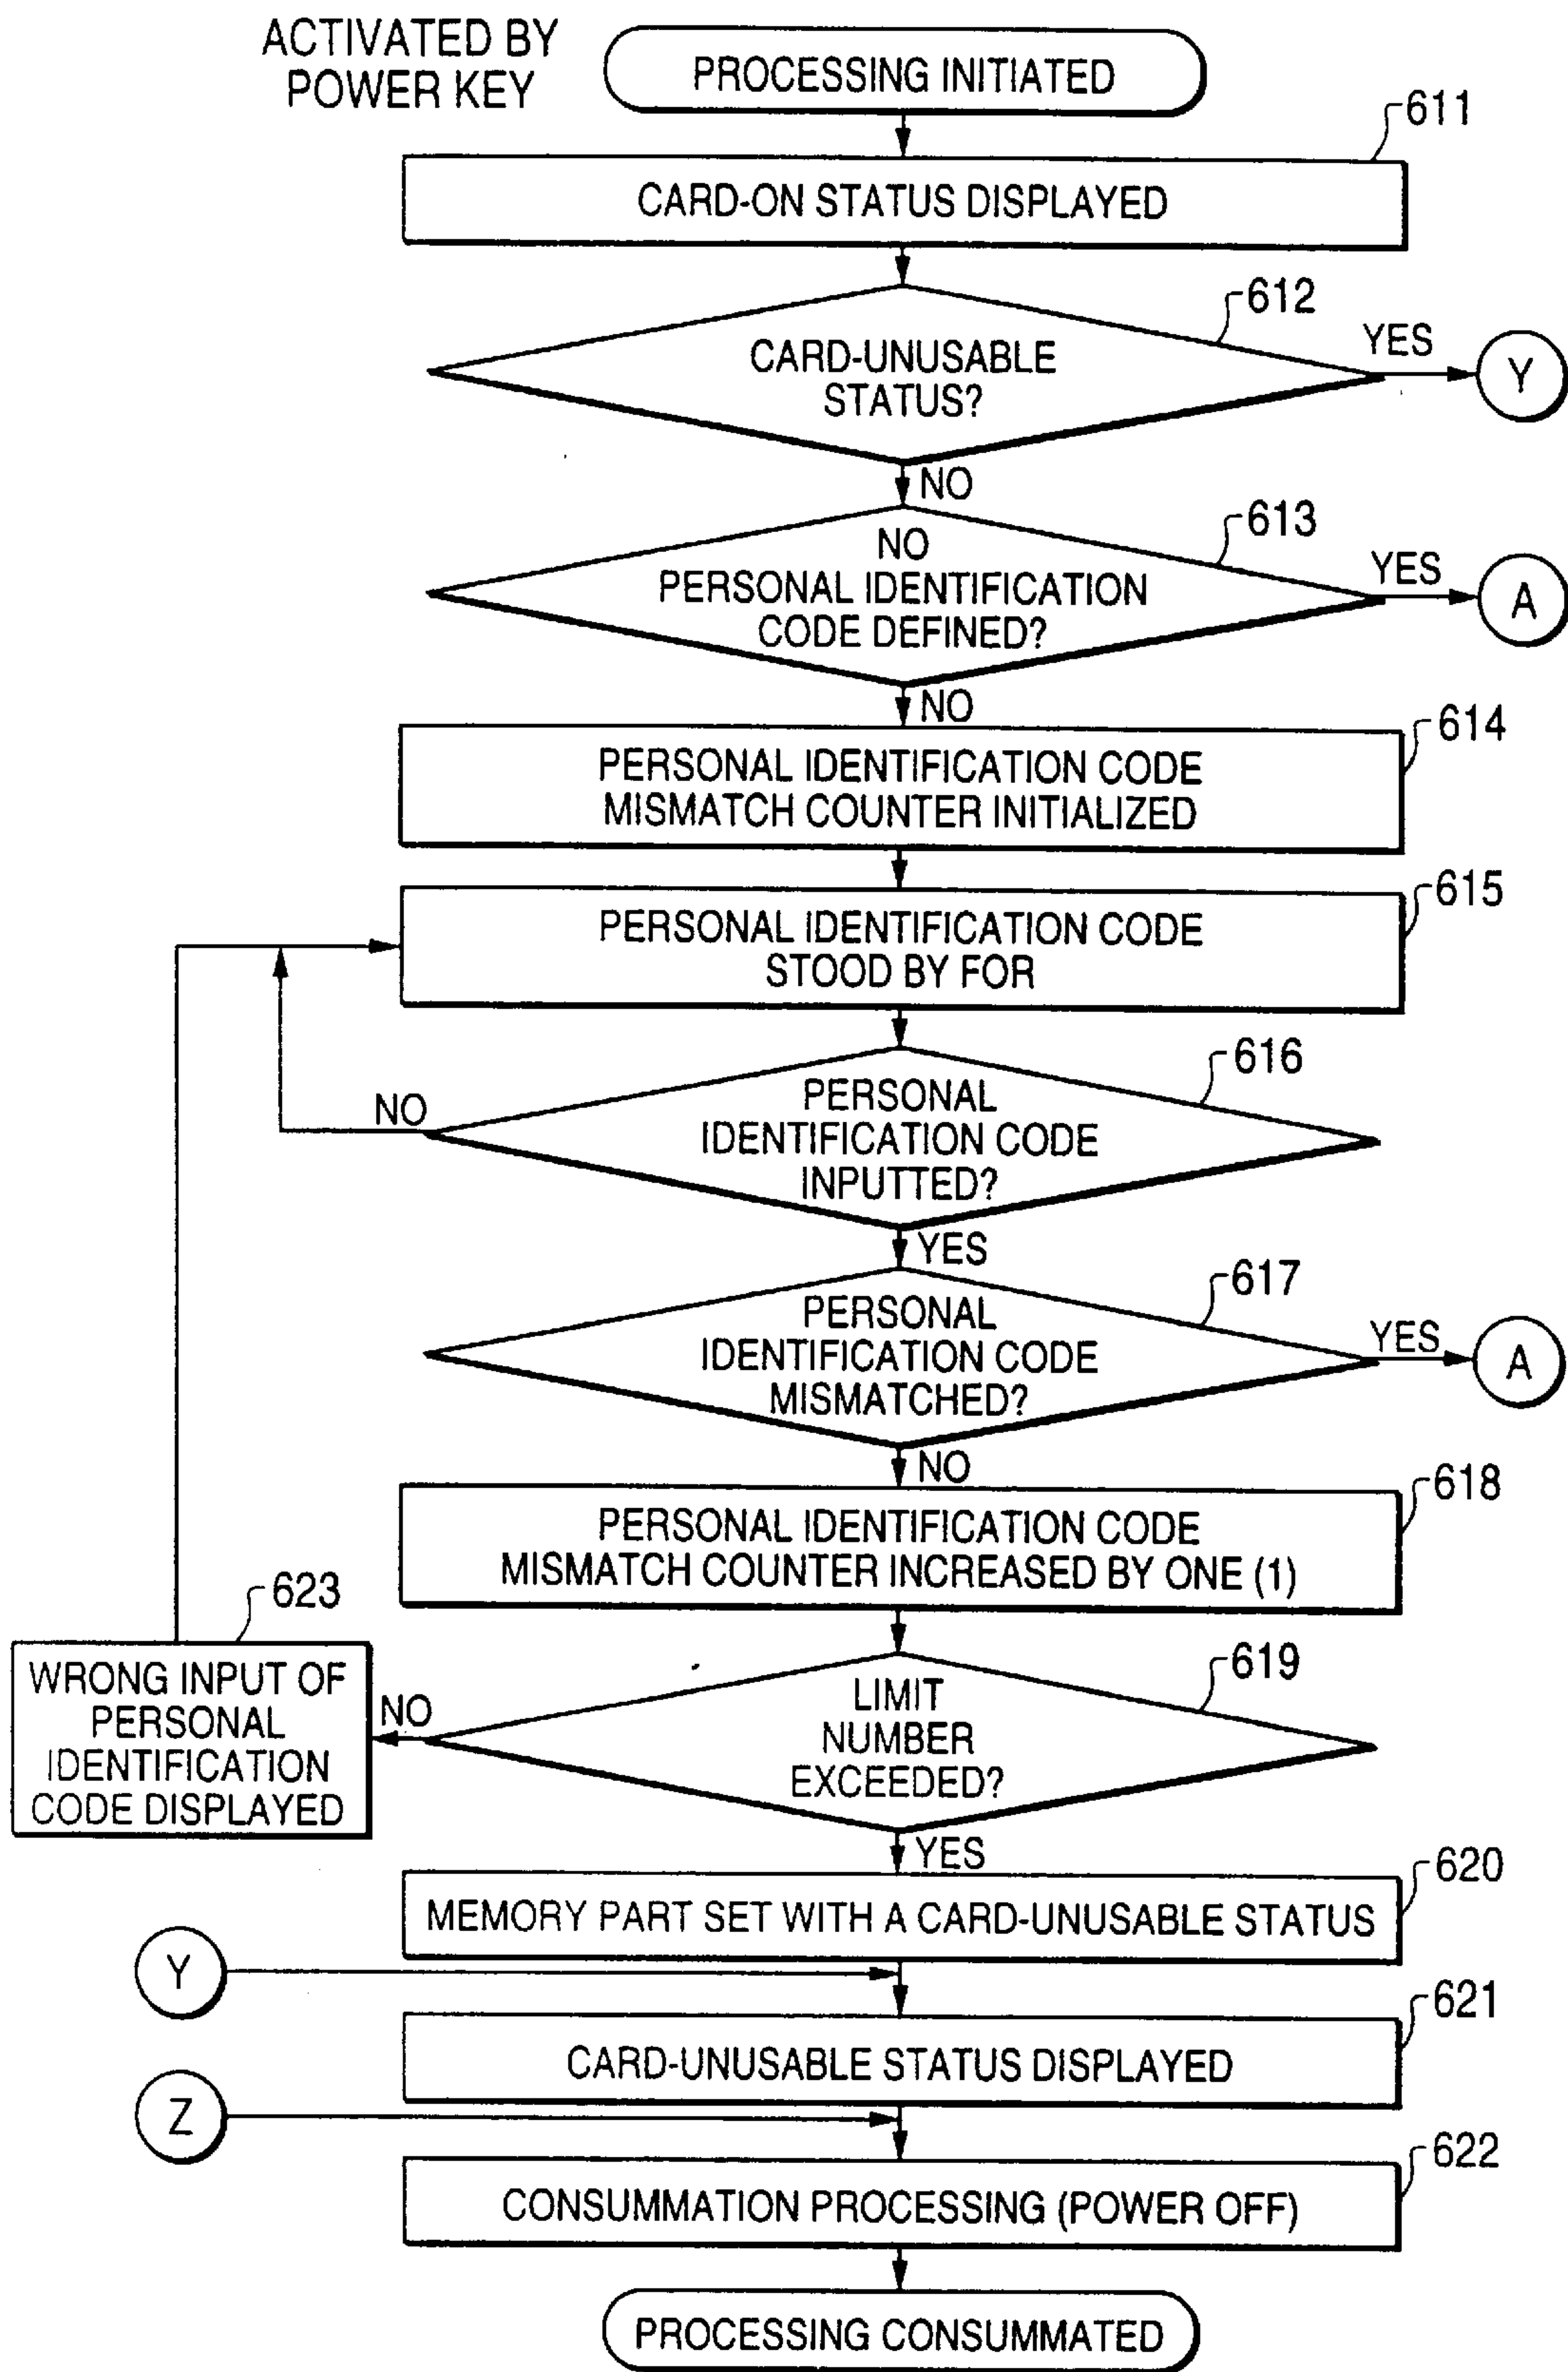 ACTIVATED BY
POWER KEY
PROCESSING INITIATED
611
CARD-ON STATUS DISPLAYED
612
CARD-UNUSABLE
STATUS?
YES
Y
NO
613
NO
PERSONAL IDENTIFICATION
CODE DEFINED?
YES
A
NO
614
PERSONAL IDENTIFICATION CODE
MISMATCH COUNTER INITIALIZED
615
PERSONAL IDENTIFICATION CODE
STOOD BY FOR
616
PERSONAL
IDENTIFICATION CODE
INPUTTED?
NO
YES
617
PERSONAL
IDENTIFICATION CODE
MISMATCHED?
YES
A
NO
618
PERSONAL IDENTIFICATION CODE
MISMATCH COUNTER INCREASED BY ONE (1)
623
WRONG INPUT OF
PERSONAL
IDENTIFICATION
CODE DISPLAYED
NO
619
LIMIT
NUMBER
EXCEEDED?
YES
620
MEMORY PART SET WITH A CARD-UNUSABLE STATUS
Y
621
CARD-UNUSABLE STATUS DISPLAYED
Z
622
CONSUMMATION PROCESSING (POWER OFF)
PROCESSING CONSUMMATED